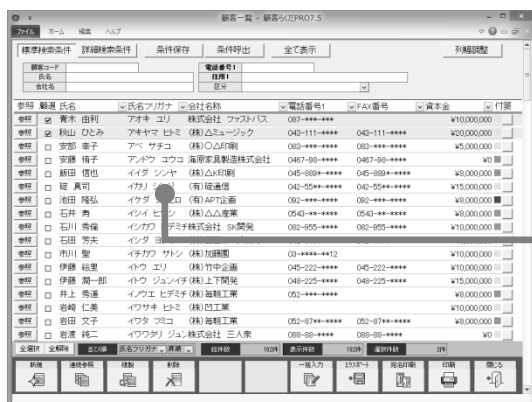 顧客一覧 - 顧客らくだPRO7.5
ファイル ホーム 編集 ヘルプ
標準検索条件 詳細検索条件 条件保存 条件呼出 全て表示 列幅調整
顧客コード 電話番号1
氏名 住所1
会社名 区分
参照 顧選 氏名 氏名フリガナ 会社名称 電話番号1 FAX番号 資本金 付箋
参照 青木 由利 アオキ ユリ 株式会社 ファストパス 087-***-*** ¥10,000,000
参照 秋山 ひとみ アキヤマ ヒトミ (株)△ミュージック 043-111-**** 043-111-**** ¥20,000,000
参照 安部 幸子 アベ サチコ (株)〇△印刷 083-***-**** 083-***-**** ¥5,000,000
参照 安藤 侑子 アンドウ ユウコ 海原家具製造株式会社 0467-98-**** 0467-98-**** ¥0
参照 飯田 信也 イイダ シンヤ (株)△K印刷 045-889*-**** 045-889*-**** ¥8,000,000
参照 碇 真司 イカリ (有)碇通信 042-55**-**** 042-55**-**** ¥15,000,000
参照 池田 隆弘 イケダ (有)APT企画 092-***-**** 092-***-**** ¥8,000,000
参照 石井 寿 イシイ (株)△△産業 0543-**-**** 0543-**-**** ¥8,000,000
参照 石川 秀倫 イシカワ 株式会社 SK開発 082-955-**** 082-955-**** ¥10,000,000
参照 石田 芳夫 イシダ
参照 市川 聖 イチカワ サトシ (株)加藤園 03-****-**12 ¥10,000,000
参照 伊藤 絵里 イトウ エリ (株)竹中企画 045-222-**** 045-222-**** ¥10,000,000
参照 伊藤 潤一郎 イトウ ジュンイチ (株)上下開発 048-225-**** 048-225-**** ¥15,000,000
参照 井上 秀道 イノウエ ヒデミチ (株)毎朝工業 052-***-**** ¥8,000,000
参照 岩崎 仁美 イワサキ ヒトミ (株)凹工業 ¥10,000,000
参照 岩田 文子 イワタ フミコ (株)毎朝工業 052-87**-**** 052-87**-**** ¥8,000,000
参照 岩渡 純二 イワワタリ ジュン 株式会社 三人衆 088-88-**** 088-88-**** ¥0
全選択 全解除 並び順 氏名フリガナ 昇順 総件数 102件 表示件数 102件 選択件数 2件
新規 連続参照 複製 削除 一括入力 エクスポート 宛名印刷 印刷 閉じる